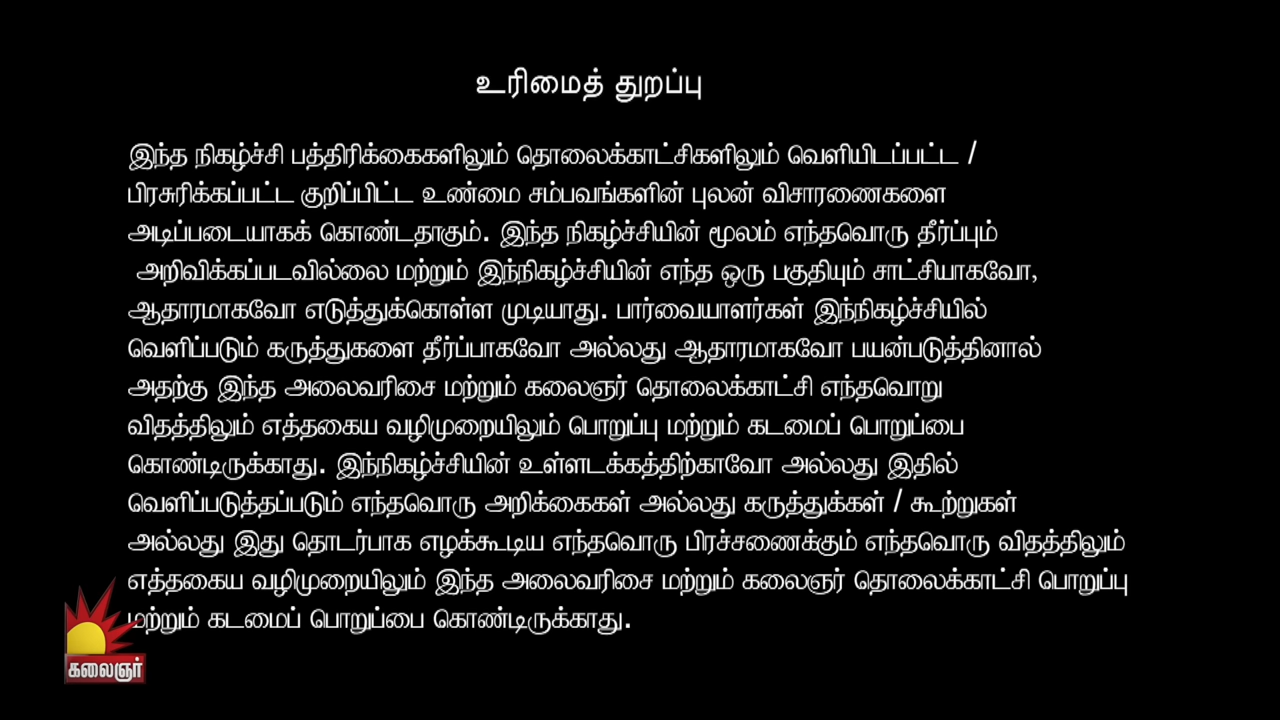 உரிமைத் துறப்பு
இந்த நிகழ்ச்சி பத்திரிக்கைகளிலும் தொலைக்காட்சிகளிலும் வெளியிடப்பட்ட /
பிரசுரிக்கப்பட்ட குறிப்பிட்ட உண்மை சம்பவங்களின் புலன் விசாரணைகளை
அடிப்படையாகக் கொண்டதாகும். இந்த நிகழ்ச்சியின் மூலம் எந்தவொரு தீர்ப்பும்
அறிவிக்கப்படவில்லை மற்றும் இந்நிகழ்ச்சியின் எந்த ஒரு பகுதியும் சாட்சியாகவோ,
ஆதாரமாகவோ எடுத்துக்கொள்ள முடியாது. பார்வையாளர்கள் இந்நிகழ்ச்சியில்
வெளிப்படும் கருத்துகளை தீர்ப்பாகவோ அல்லது ஆதாரமாகவோ பயன்படுத்தினால்
அதற்கு இந்த அலைவரிசை மற்றும் கலைஞர் தொலைக்காட்சி எந்தவொறு
விதத்திலும் எத்தகைய வழிமுறையிலும் பொறுப்பு மற்றும் கடமைப் பொறுப்பை
கொண்டிருக்காது. இந்நிகழ்ச்சியின் உள்ளடக்கத்திற்காவோ அல்லது இதில்
வெளிப்படுத்தப்படும் எந்தவொரு அறிக்கைகள் அல்லது கருத்துக்கள் / கூற்றுகள்
அல்லது இது தொடர்பாக எழக்கூடிய எந்தவொரு பிரச்சணைக்கும் எந்தவொரு விதத்திலும்
எத்தகைய வழிமுறையிலும் இந்த அலைவரிசை மற்றும் கலைஞர் தொலைக்காட்சி பொறுப்பு
மற்றும் கடமைப் பொறுப்பை கொண்டிருக்காது.
கலைஞர்